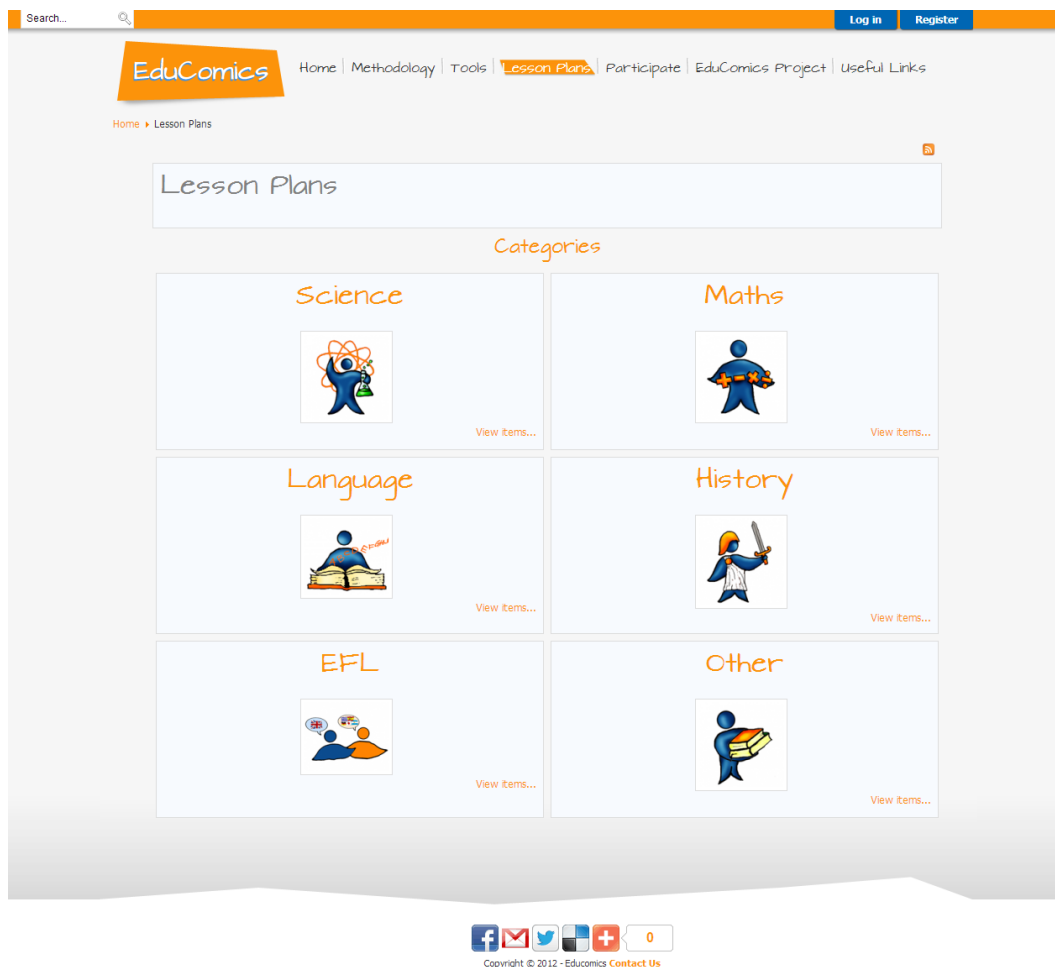 Search...
Log in
Register
EduComics
Home
Methodology
Tools
Lesson Plans
Participate
EduComics Project
Useful Links
Home
Lesson Plans
Lesson Plans
Categories
Science
Maths
View items...
View items...
Language
History
View items...
View items...
EFL
Other
View items...
View items...
0
Copyright © 2012 - Educomics Contact Us